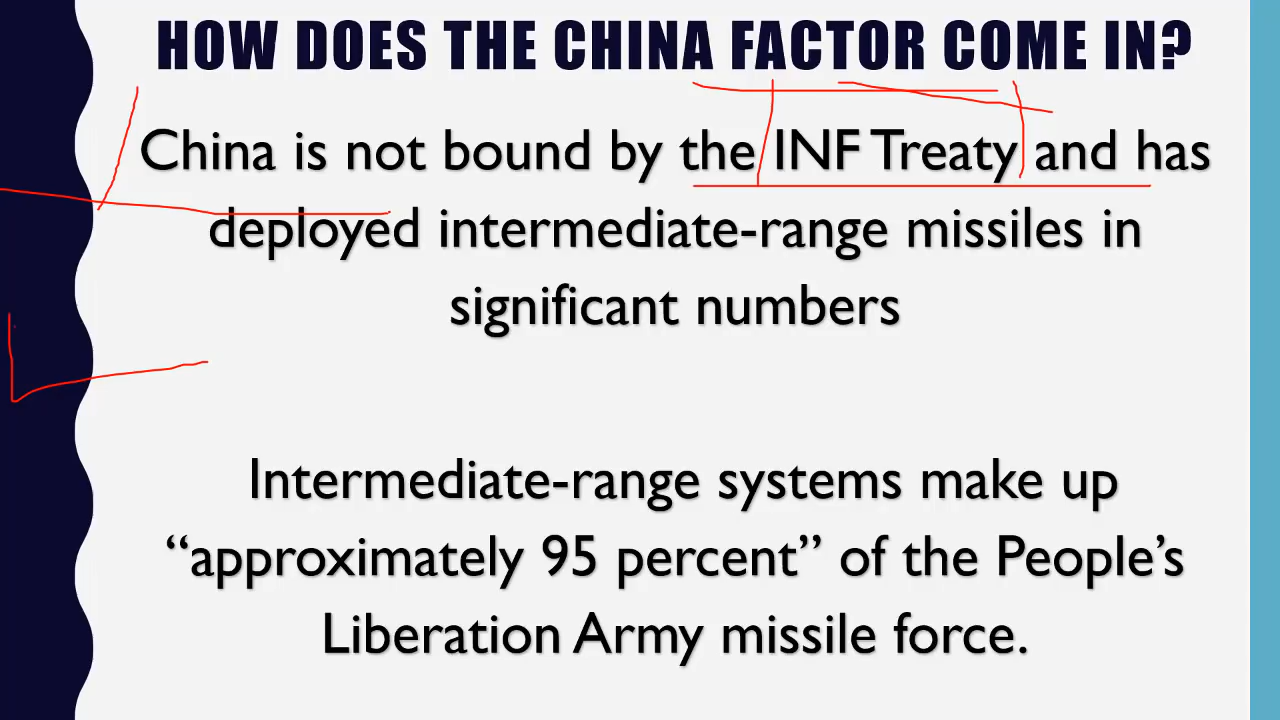 HOW DOES THE CHINA FACTOR COME IN?
China is not bound by the INF Treaty and has
deployed intermediate-range missiles in
significant numbers
Intermediate-range systems make up
“approximately 95 percent” of the People’s
Liberation Army missile force.